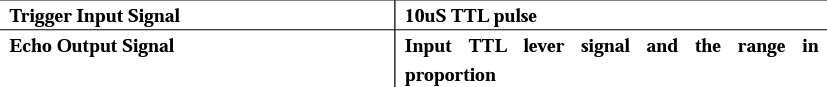 Trigger Input Signal 10uS TTL pulse
Echo Output Signal Input TTL lever signal and the range in
proportion